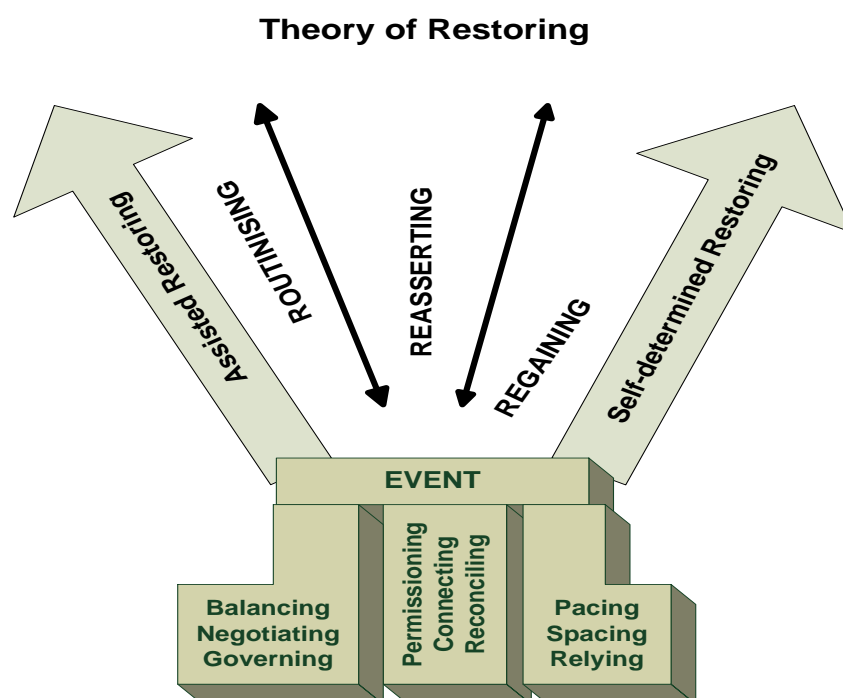 Theory of Restoring
Assisted Restoring
ROUTINISING
REASSERTING
REGAINING
Self-determined Restoring
EVENT
Balancing
Negotiating
Governing
Permissioning
Connecting
Reconciling
Pacing
Spacing
Relying